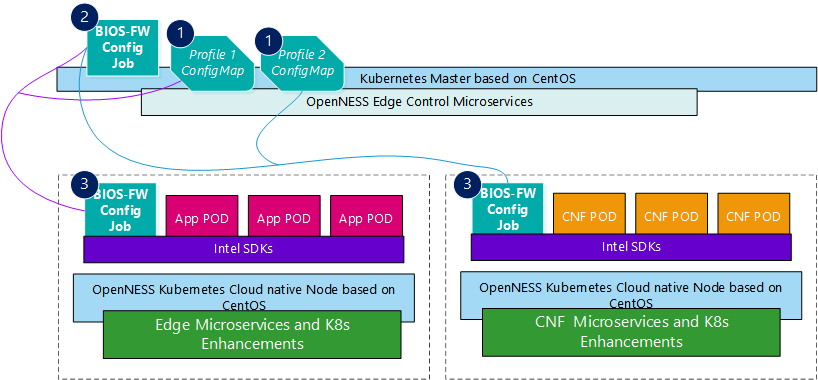 2
BIOS-FW
Config
Job
1
Profile 1
ConfigMap
1
Profile 2
ConfigMap
Kubernetes Master based on CentOS
OpenNESS Edge Control Microservices
3
BIOS-FW
Config
Job
App POD
App POD
App POD
Intel SDKs
OpenNESS Kubernetes Cloud native Node based on
CentOS
Edge Microservices and K8s
Enhancements
3
BIOS-FW
Config
Job
CNF POD
CNF POD
CNF POD
Intel SDKs
OpenNESS Kubernetes Cloud native Node based on
CentOS
CNF Microservices and K8s
Enhancements